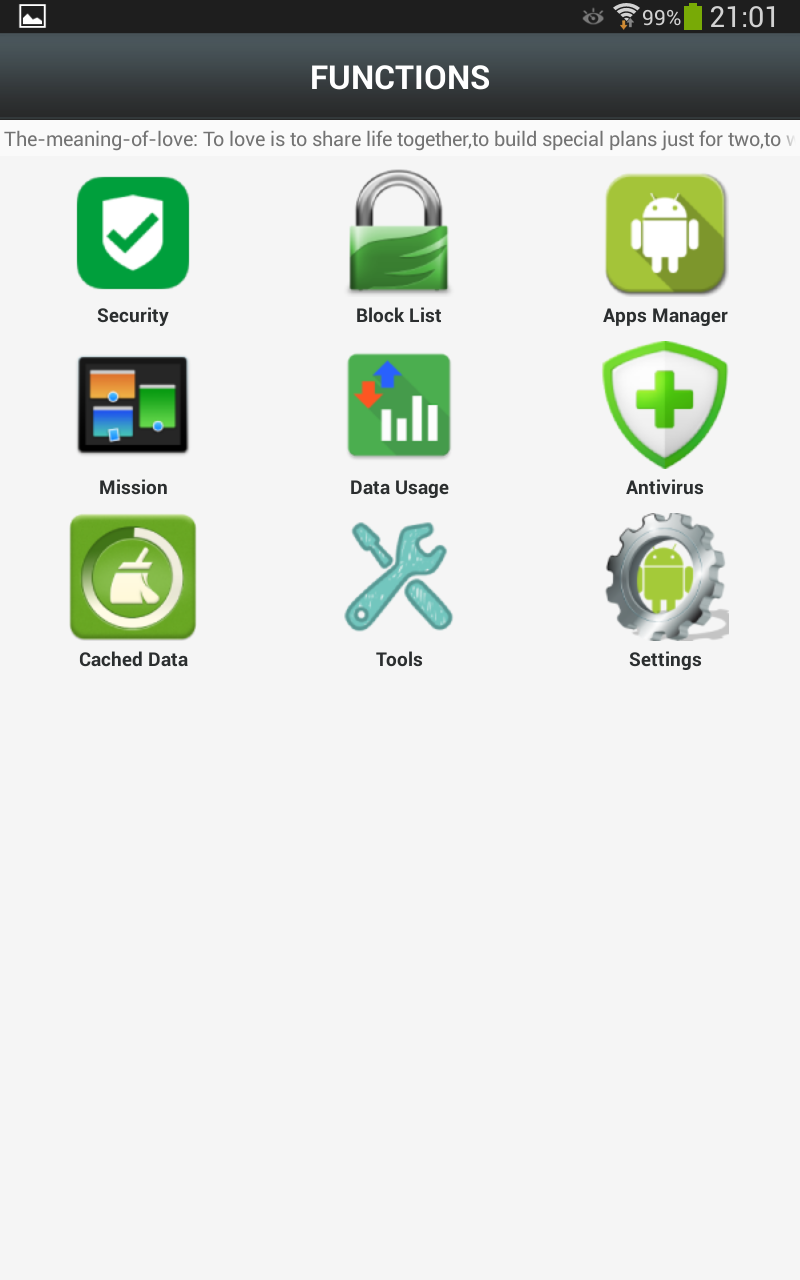 99% 21:01
FUNCTIONS
The-meaning-of-love: To love is to share life together,to build special plans just for two,to
Security Block List Apps Manager
Mission Data Usage Antivirus
Cached Data Tools Settings